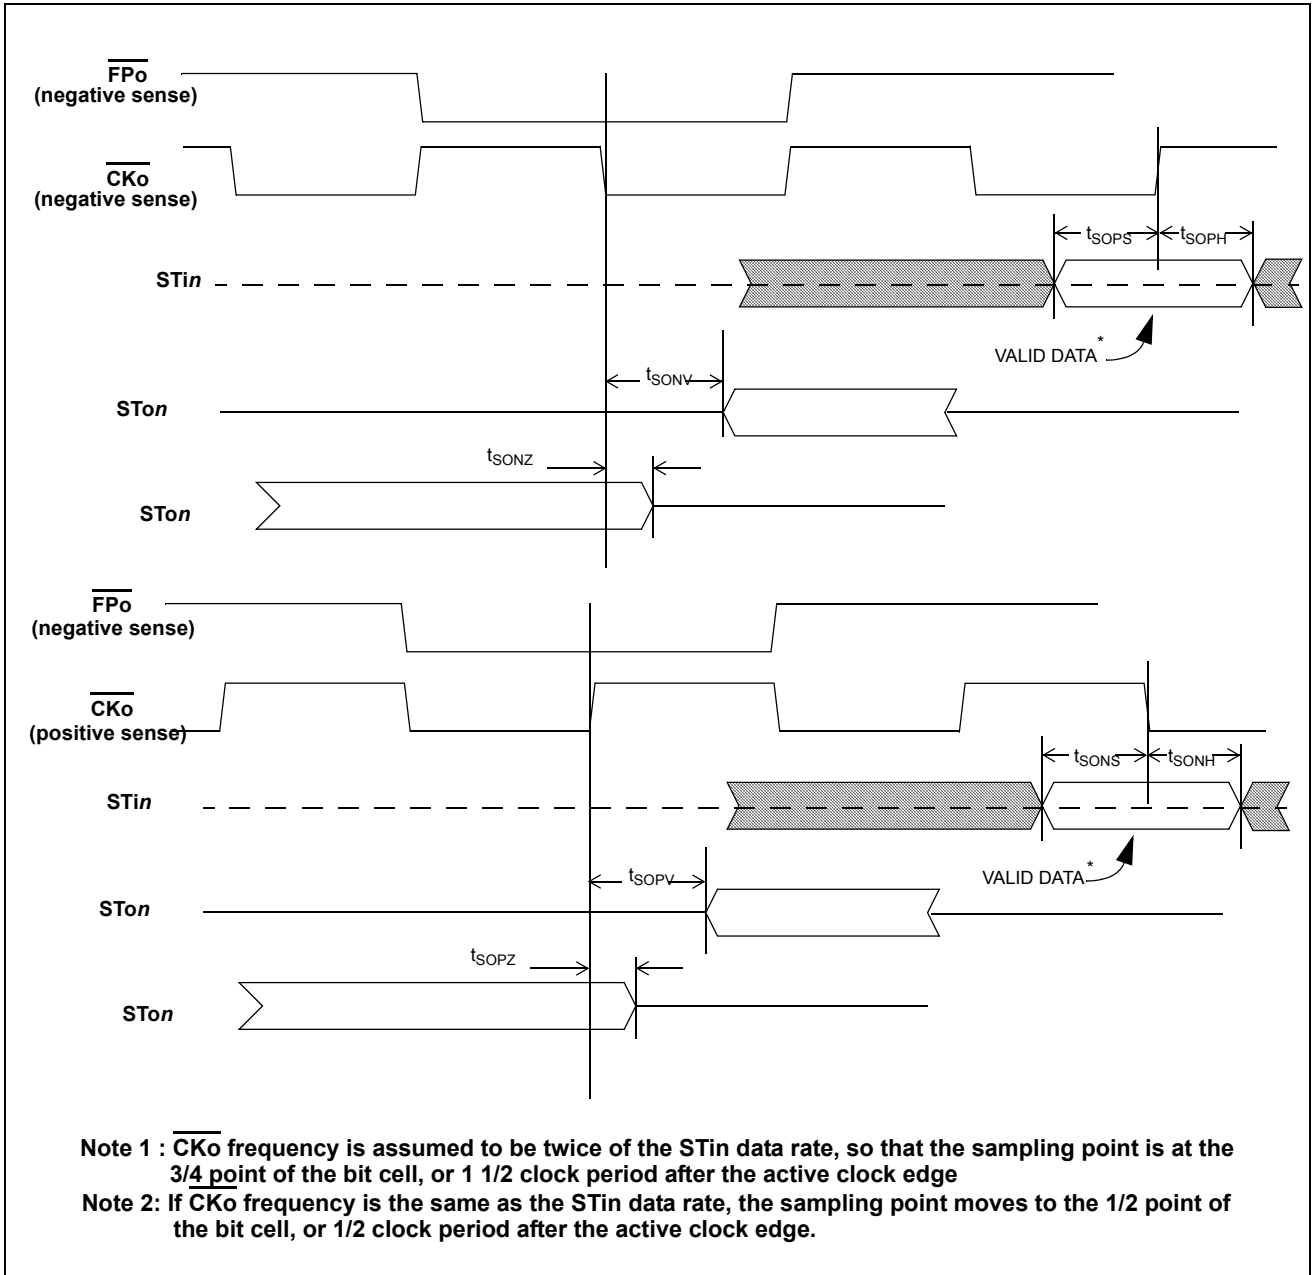 FPo
(negative sense)
CKo
(negative sense)
tSOPS
tSOPH
STin
VALID DATA*
tSONV
STon
tSONZ
STon
FPo
(negative sense)
CKo
(positive sense)
tSONS
tSONH
STin
VALID DATA*
tSOPV
STon
tSOPZ
STon
Note 1 : CKo frequency is assumed to be twice of the STin data rate, so that the sampling point is at the
3/4 point of the bit cell, or 1 1/2 clock period after the active clock edge
Note 2: If CKo frequency is the same as the STin data rate, the sampling point moves to the 1/2 point of
the bit cell, or 1/2 clock period after the active clock edge.